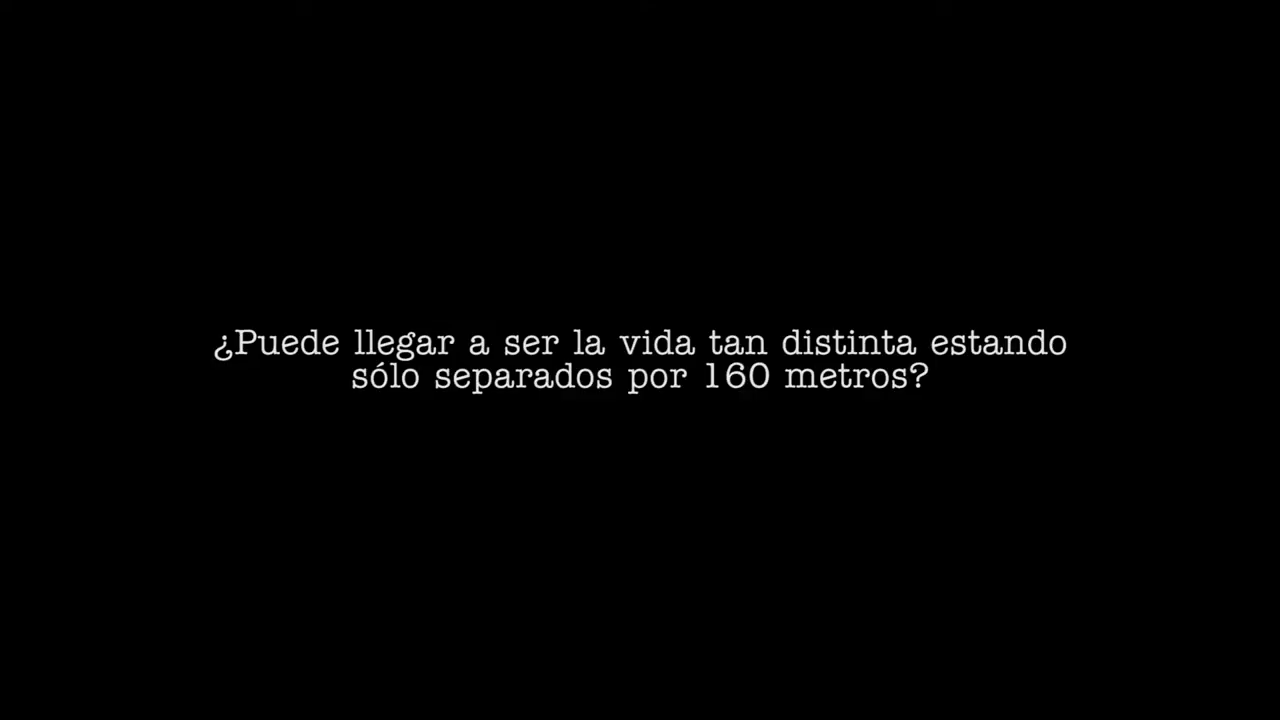 ¿Puede llegar a ser la vida tan distinta estando
sólo separados por 160 metros?